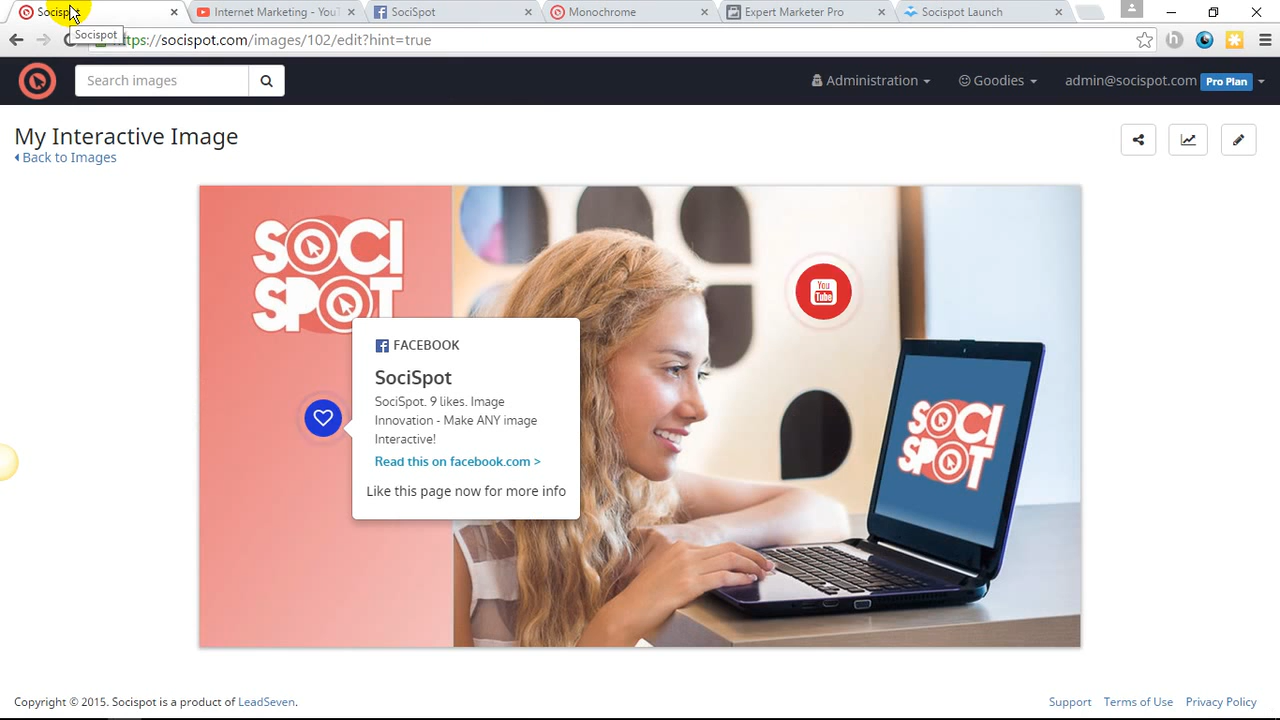 Socispot
Internet Marketing - YouT
SociSpot
Monochrome
Expert Marketer Pro
Socispot Launch
Socispot
https://socispot.com/images/102/edit?hint=true
Search images
Administration
Goodies
admin@socispot.com Pro Plan
My Interactive Image
Back to Images
SOCI
SPOT
You
Tube
FACEBOOK
SociSpot
SociSpot. 9 likes. Image
Innovation - Make ANY image
Interactive!
Read this on facebook.com >
Like this page now for more info
SOCI
SPOT
Copyright © 2015. Socispot is a product of LeadSeven.
Support Terms of Use Privacy Policy